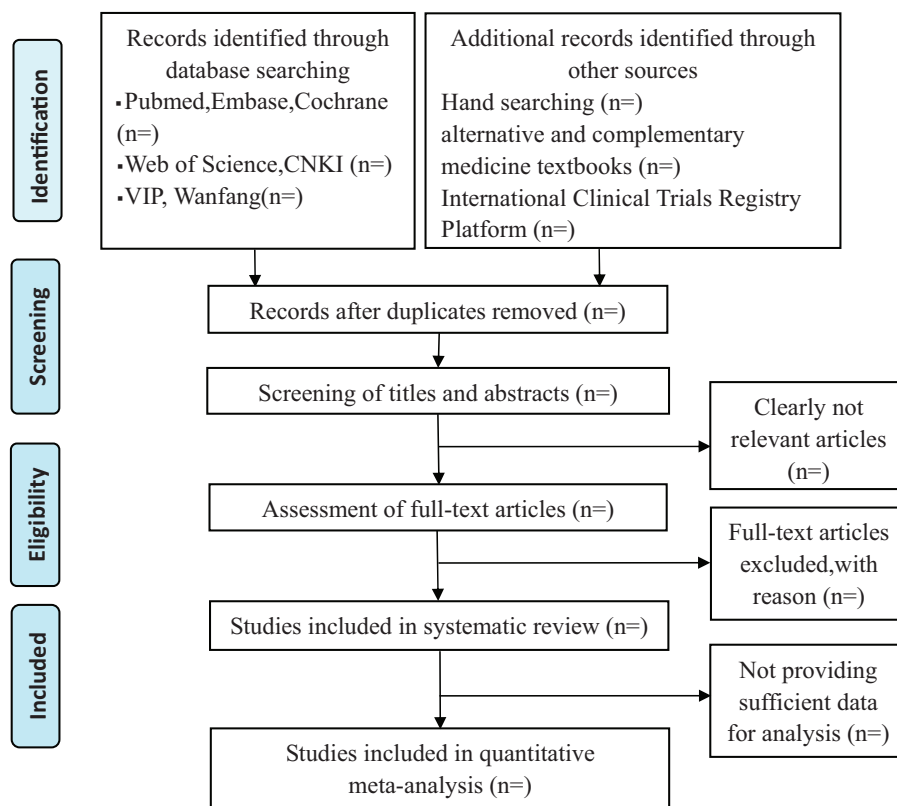 Identification
Records identified through
database searching
▪Pubmed,Embase,Cochrane
(n=)
▪Web of Science,CNKI (n=)
▪VIP, Wanfang(n=)
Additional records identified through
other sources
Hand searching (n=)
alternative and complementary
medicine textbooks (n=)
International Clinical Trials Registry
Platform (n=)
Screening
Records after duplicates removed (n=)
Screening of titles and abstracts (n=)
Clearly not
relevant articles
(n=)
Eligibility
Assessment of full-text articles (n=)
Full-text articles
excluded,with
reason (n=)
Included
Studies included in systematic review (n=)
Not providing
sufficient data
for analysis (n=)
Studies included in quantitative
meta-analysis (n=)